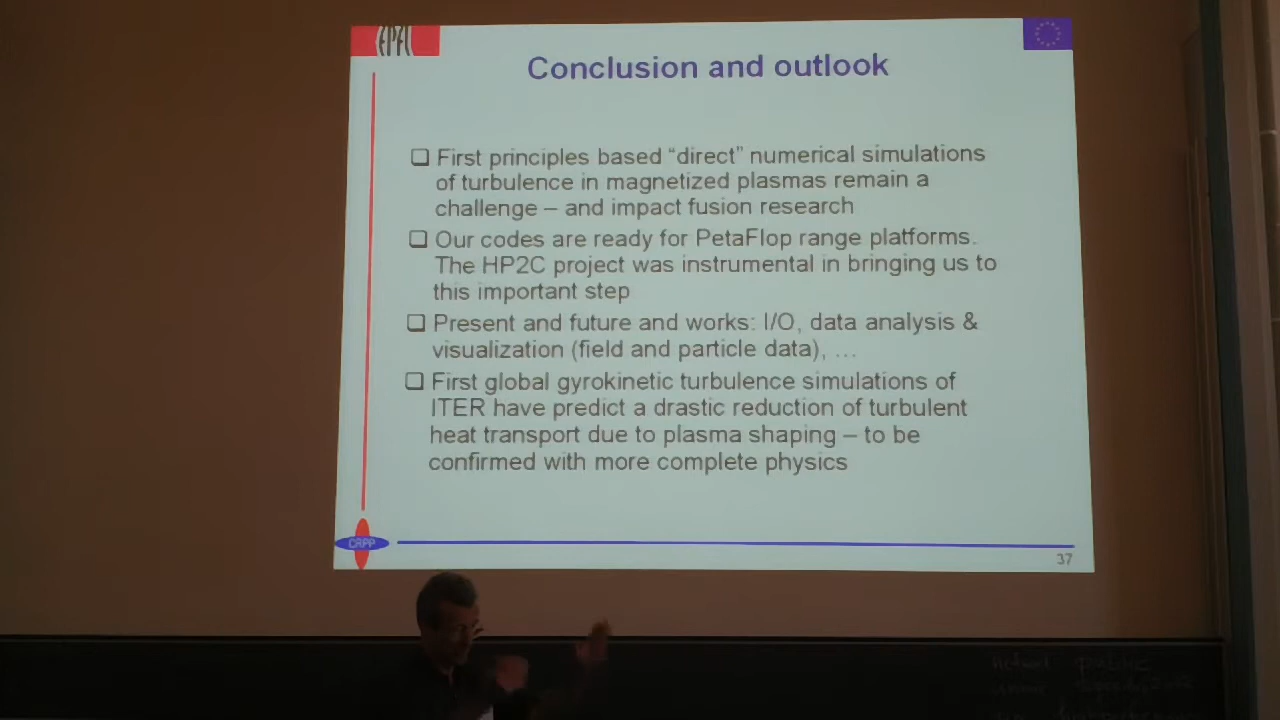 EPFL
Conclusion and outlook
❑ First principles based “direct” numerical simulations
of turbulence in magnetized plasmas remain a
challenge – and impact fusion research
❑ Our codes are ready for PetaFlop range platforms.
The HP2C project was instrumental in bringing us to
this important step
❑ Present and future and works: I/O, data analysis &
visualization (field and particle data), …
❑ First global gyrokinetic turbulence simulations of
ITER have predict a drastic reduction of turbulent
heat transport due to plasma shaping – to be
confirmed with more complete physics
CRPP
37